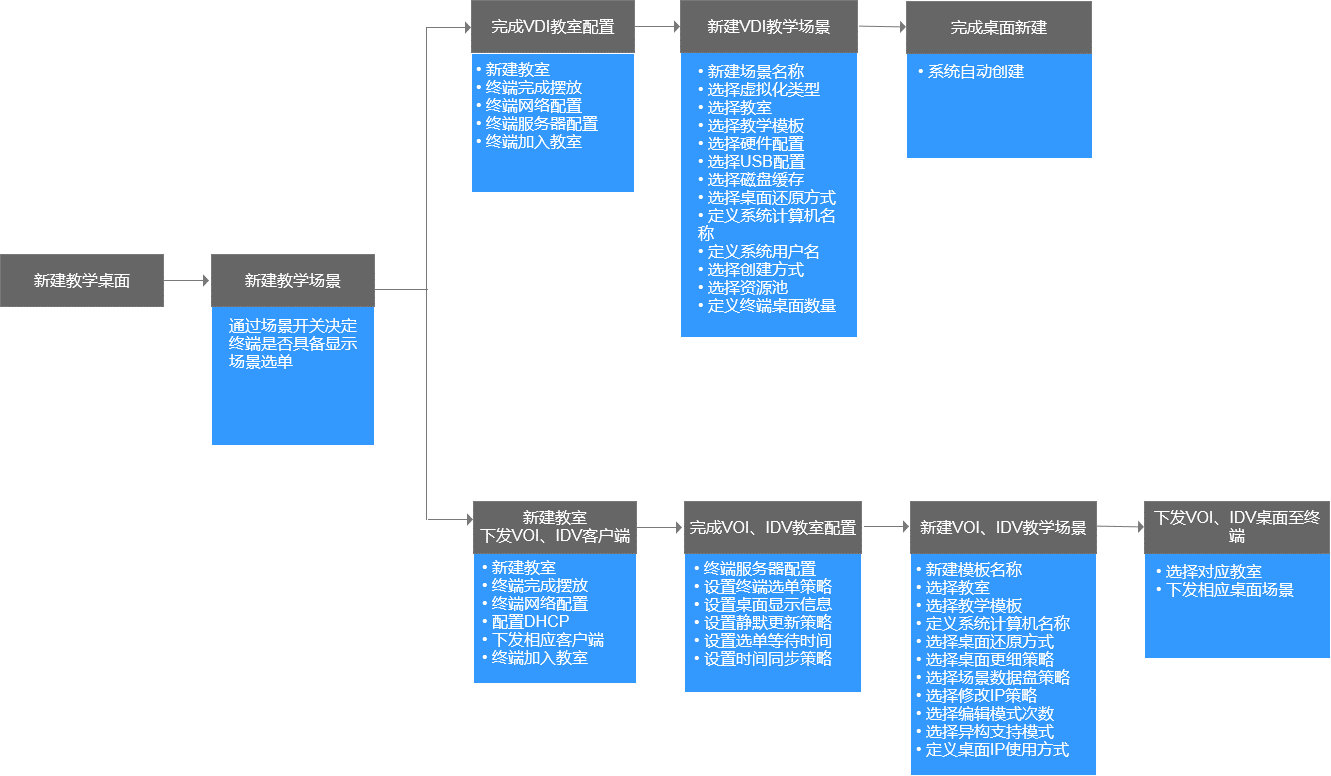 新建教学桌面
新建教学场景
通过场景开关决定
终端是否具备显示
场景选单
完成VDI教室配置
• 新建教室
• 终端完成摆放
• 终端网络配置
• 终端服务器配置
• 终端加入教室
新建VDI教学场景
• 新建场景名称
• 选择虚拟化类型
• 选择教室
• 选择教学模板
• 选择硬件配置
• 选择USB配置
• 选择磁盘缓存
• 选择桌面还原方式
• 定义系统计算机名
称
• 定义系统用户名
• 选择创建方式
• 选择资源池
• 定义终端桌面数量
完成桌面新建
• 系统自动创建
新建教室
下发VOI、IDV客户端
• 新建教室
• 终端完成摆放
• 终端网络配置
• 配置DHCP
• 下发相应客户端
• 终端加入教室
完成VOI、IDV教室配置
• 终端服务器配置
• 设置终端选单策略
• 设置桌面显示信息
• 设置静默更新策略
• 设置选单等待时间
• 设置时间同步策略
新建VOI、IDV教学场景
• 新建模板名称
• 选择教室
• 选择教学模板
• 定义系统计算机名称
• 选择桌面还原方式
• 选择桌面更细策略
• 选择场景数据盘策略
• 选择修改IP策略
• 选择编辑模式次数
• 选择异构支持模式
• 定义桌面IP使用方式
下发VOI、IDV桌面至终
端
• 选择对应教室
• 下发相应桌面场景